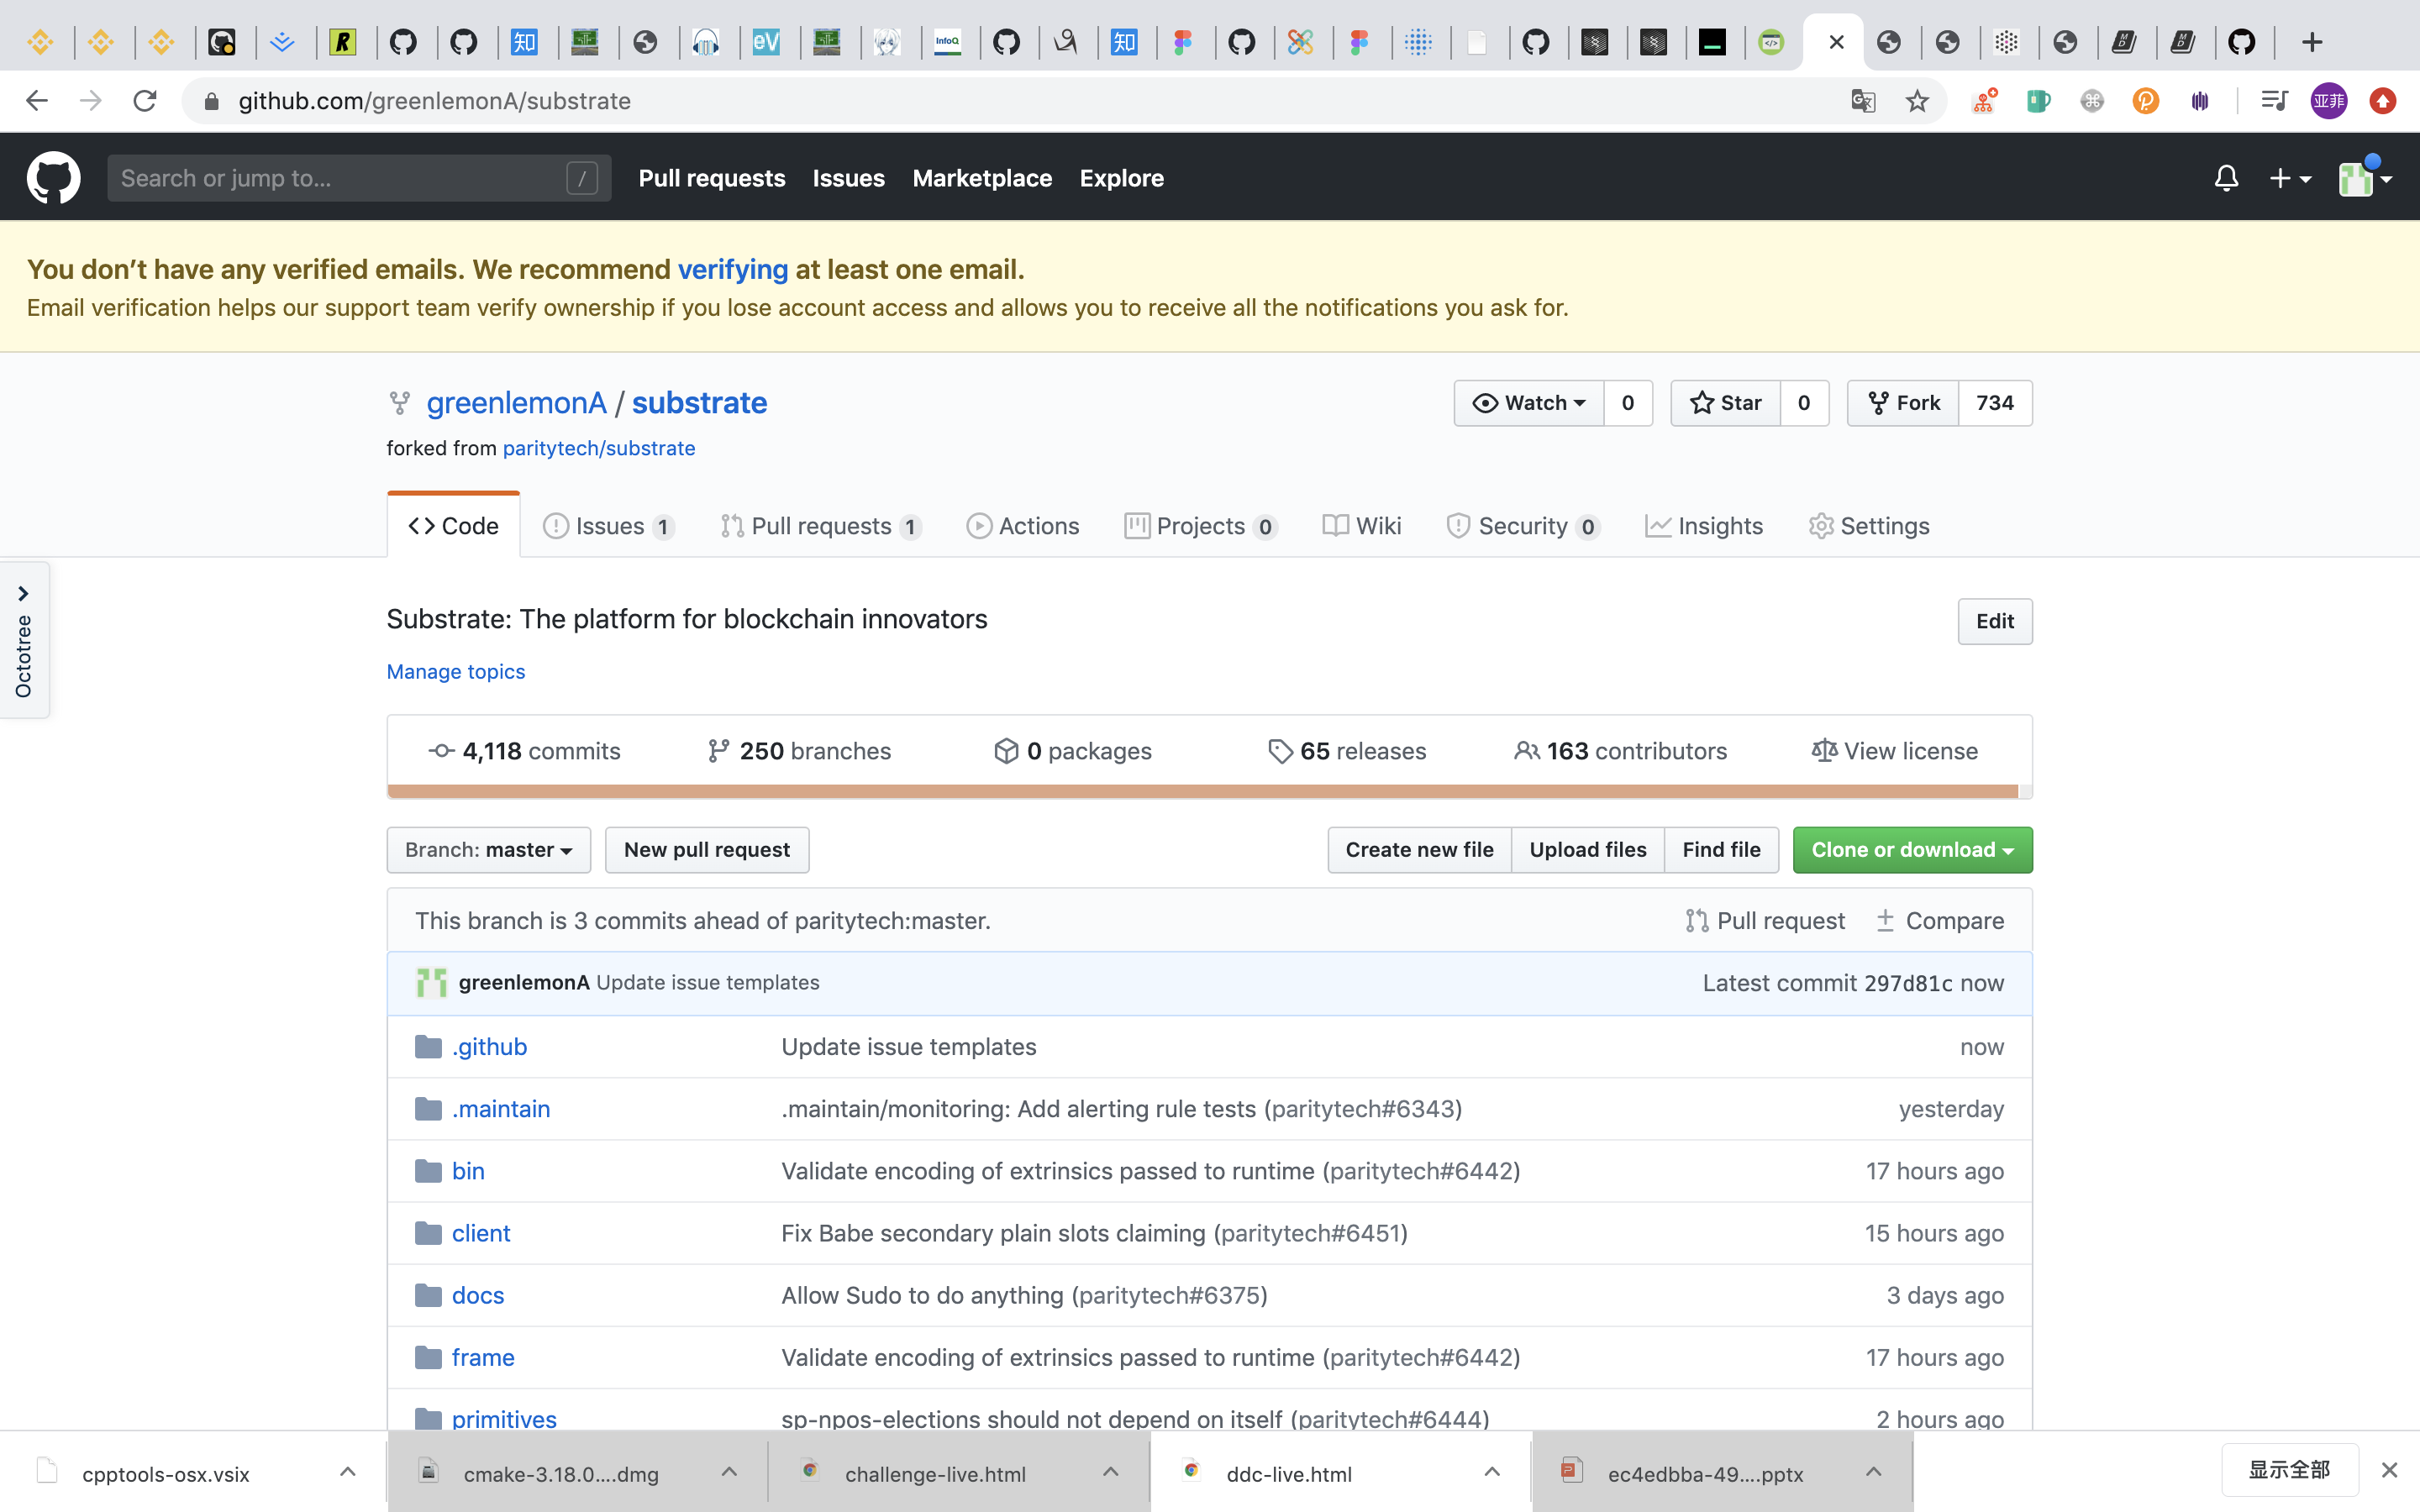 知
eV
InfoQ
知
github.com/greenlemonA/substrate
亚菲
Search or jump to...
/
Pull requests
Issues
Marketplace
Explore
You don’t have any verified emails. We recommend verifying at least one email.
Email verification helps our support team verify ownership if you lose account access and allows you to receive all the notifications you ask for.
greenlemonA / substrate
Watch 0
Star 0
Fork 734
forked from paritytech/substrate
Code
Issues 1
Pull requests 1
Actions
Projects 0
Wiki
Security 0
Insights
Settings
Octotree
Substrate: The platform for blockchain innovators
Edit
Manage topics
4,118 commits
250 branches
0 packages
65 releases
163 contributors
View license
Branch: master
New pull request
Create new file
Upload files
Find file
Clone or download
This branch is 3 commits ahead of paritytech:master.
Pull request
Compare
greenlemonA Update issue templates
Latest commit 297d81c now
.github
Update issue templates
now
.maintain
.maintain/monitoring: Add alerting rule tests (paritytech#6343)
yesterday
bin
Validate encoding of extrinsics passed to runtime (paritytech#6442)
17 hours ago
client
Fix Babe secondary plain slots claiming (paritytech#6451)
15 hours ago
docs
Allow Sudo to do anything (paritytech#6375)
3 days ago
frame
Validate encoding of extrinsics passed to runtime (paritytech#6442)
17 hours ago
primitives
sp-npos-elections should not depend on itself (paritytech#6444)
2 hours ago
cpptools-osx.vsix
cmake-3.18.0....dmg
challenge-live.html
ddc-live.html
ec4edbba-49....pptx
显示全部